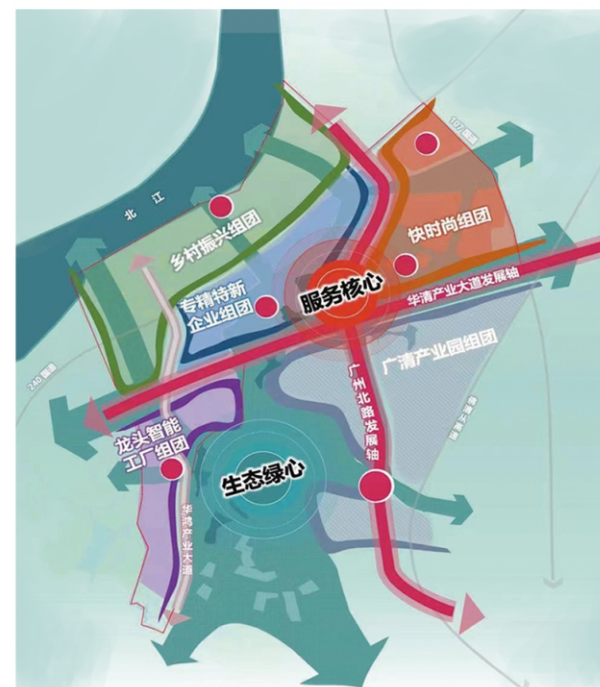 107国道
北江
快时尚组团
乡村振兴组团
专精特新
企业组团
服务核心
华清产业大道发展轴
广清产业园组团
240国道
广州北路发展轴
龙头智能
工厂组团
生态绿心
华鸿产业大道